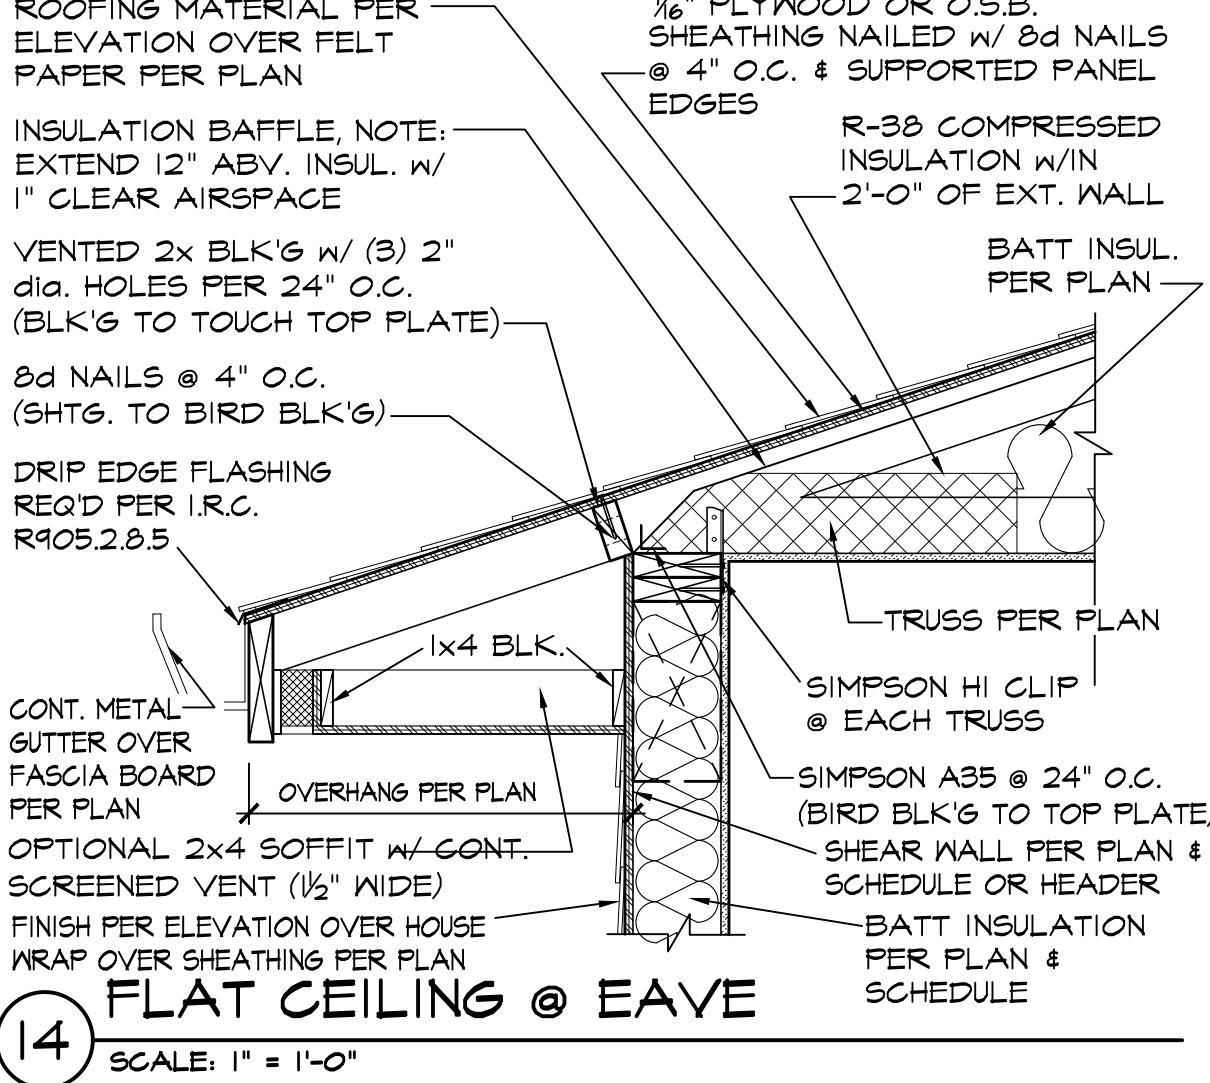 ROOFING MATERIAL PER
ELEVATION OVER FELT
PAPER PER PLAN
PLYWOOD OR O.S.B.
SHEATHING NAILED w/ 8d NAILS
@ 4" O.C. & SUPPORTED PANEL
EDGES
INSULATION BAFFLE, NOTE:
EXTEND 12" ABV. INSUL. w/
1" CLEAR AIRSPACE
R-38 COMPRESSED
INSULATION w/IN
2'-0" OF EXT. WALL
VENTED 2x BLK'G w/ (3) 2"
dia. HOLES PER 24" O.C.
(BLK'G TO TOUCH TOP PLATE)
BATT INSUL.
PER PLAN
8d NAILS @ 4" O.C.
(SHTG. TO BIRD BLK'G)
DRIP EDGE FLASHING
REQ'D PER I.R.C.
R905.2.8.5
1x4 BLK.
TRUSS PER PLAN
SIMPSON H1 CLIP
@ EACH TRUSS
CONT. METAL
GUTTER OVER
FASCIA BOARD
PER PLAN
OVERHANG PER PLAN
SIMPSON A35 @ 24" O.C.
(BIRD BLK'G TO TOP PLATE)
OPTIONAL 2x4 SOFFIT w/ CONT.
SCREENED VENT (1½" WIDE)
SHEAR WALL PER PLAN &
SCHEDULE OR HEADER
FINISH PER ELEVATION OVER HOUSE
WRAP OVER SHEATHING PER PLAN
BATT INSULATION
PER PLAN &
SCHEDULE
14
FLAT CEILING @ EAVE
SCALE: 1" = 1'-0"